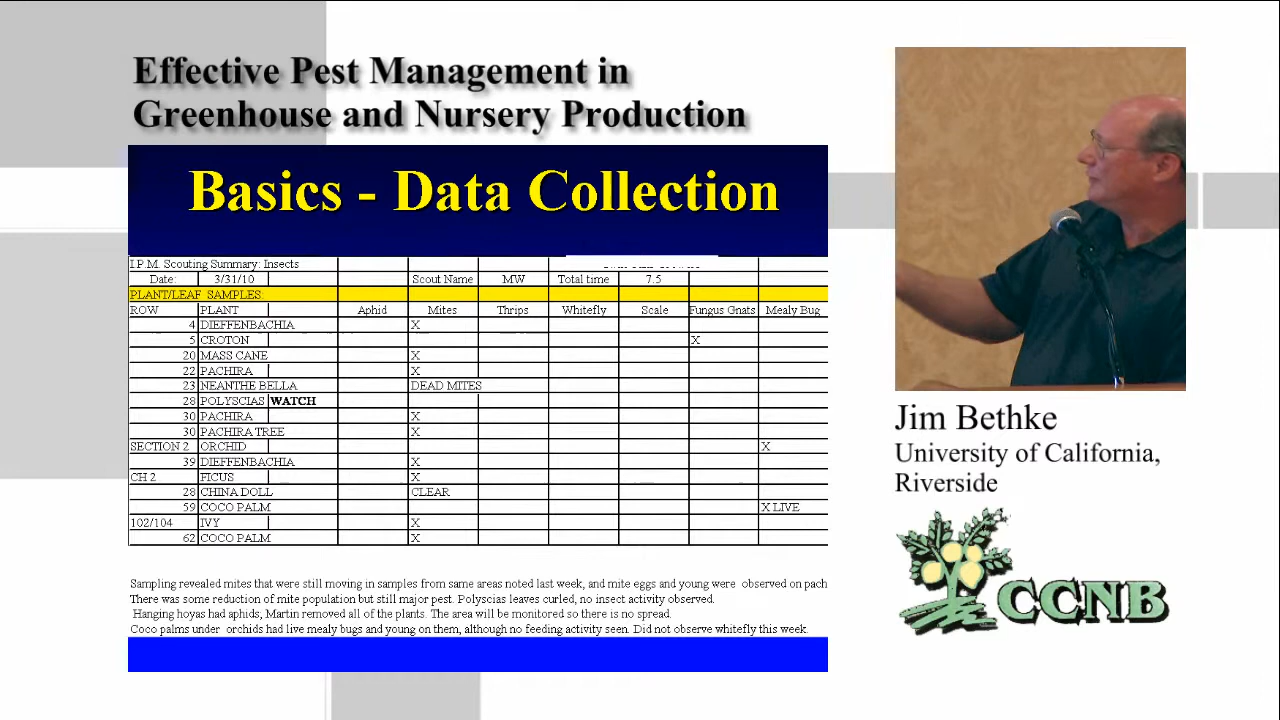 Effective Pest Management in
Greenhouse and Nursery Production
Basics - Data Collection
I.P.M. Scouting Summary: Insects
Date: 3/31/10 Scout Name MW Total time 7.5
PLANT/LEAF SAMPLES
ROW PLANT Aphid Mites Thrips Whitefly Scale Fungus Gnats Mealy Bug
4 DIEFFENBACHIA X
5 CROTON X
20 MASS CANE X
22 PACHIRA X
23 NEANTHE BELLA DEAD MITES
28 POLYSCIAS WATCH
30 PACHIRA X
30 PACHIRA TREE X
SECTION 2 ORCHID X
39 DIEFFENBACHIA X
CH 2 FICUS X
28 CHINA DOLL CLEAR
59 COCO PALM X LIVE
102/104 IVY X
62 COCO PALM X
Sampling revealed mites that were still moving in samples from same areas noted last week, and mite eggs and young were observed on pach
There was some reduction of mite population but still major pest. Polyscias leaves curled, no insect activity observed.
Hanging hoyas had aphids, Martin removed all of the plants. The area will be monitored so there is no spread.
Coco palms under orchids had live mealy bugs and young on them, although no feeding activity seen. Did not observe whitefly this week.
Jim Bethke
University of California,
Riverside
CCNB